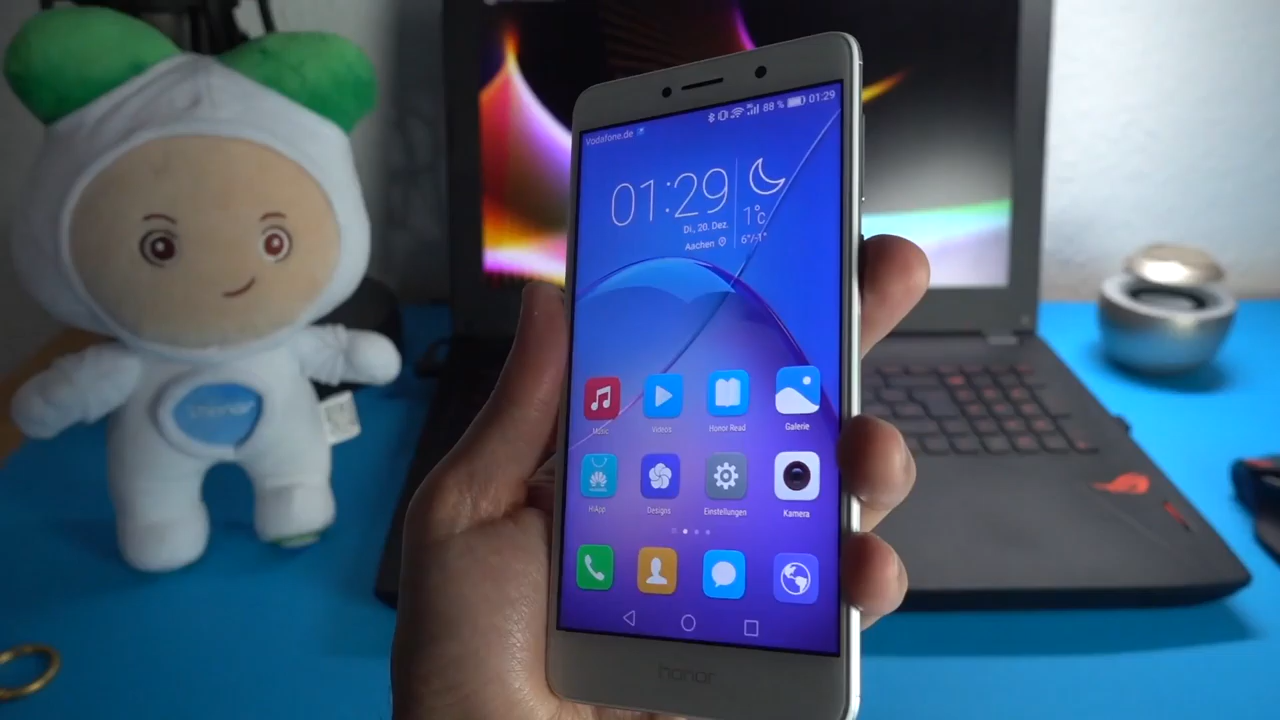 Vodafone.de
88 % 01:29
01:29
1°c
Di., 20. Dez.
Aachen
6°/-1°
Music
Videos
Honor Read
Galerie
HiApp
Designs
Einstellungen
Kamera
honor
honor